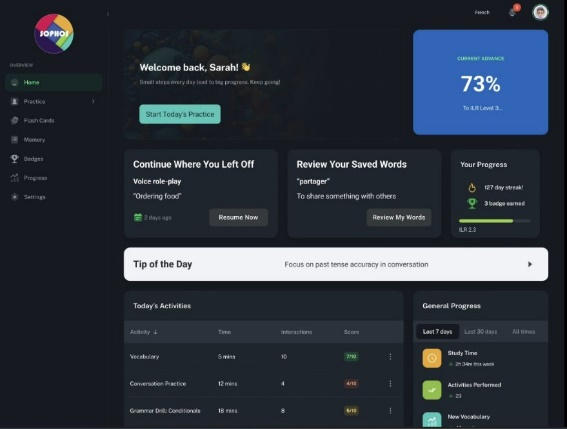 SOPHOS
French
OVERVIEW
Home
Practice
Flash Cards
Memory
Badges
Progress
Settings
Welcome back, Sarah! 👋
Small steps every day lead to big progress. Keep going!
Start Today's Practice
CURRENT ADVANCE
73%
To ILR Level 3...
Continue Where You Left Off
Voice role-play
"Ordering food"
2 days ago
Resume Now
Review Your Saved Words
"partager"
To share something with others
Review My Words
Your Progress
127 day streak!
3 badge earned
ILR 2.3
Tip of the Day
Focus on past tense accuracy in conversation
Today's Activities
Activity ↓ Time Interactions Score
Vocabulary 5 mins 10 7/10
Conversation Practice 12 mins 4 4/10
Grammar Drill: Conditionals 18 mins 8 6/10
General Progress
Last 7 days Last 30 days All times
Study Time
2h 34m this week
Activities Performed
23
New Vocabulary